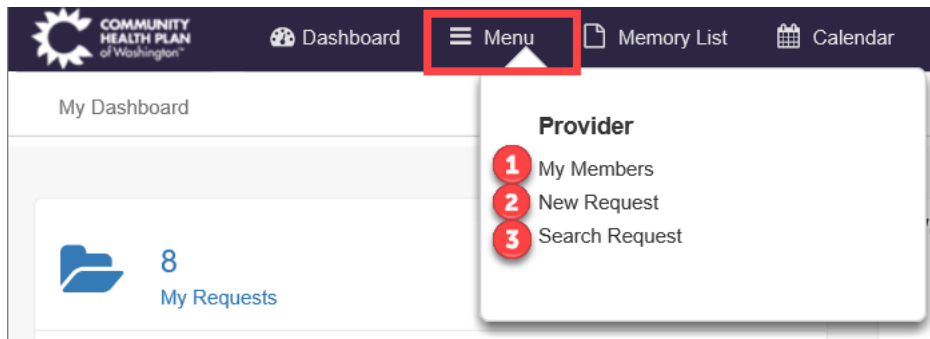 COMMUNITY
HEALTH PLAN
of Washington™
Dashboard
Menu
Memory List
Calendar
My Dashboard
Provider
1 My Members
2 New Request
3 Search Request
8
My Requests